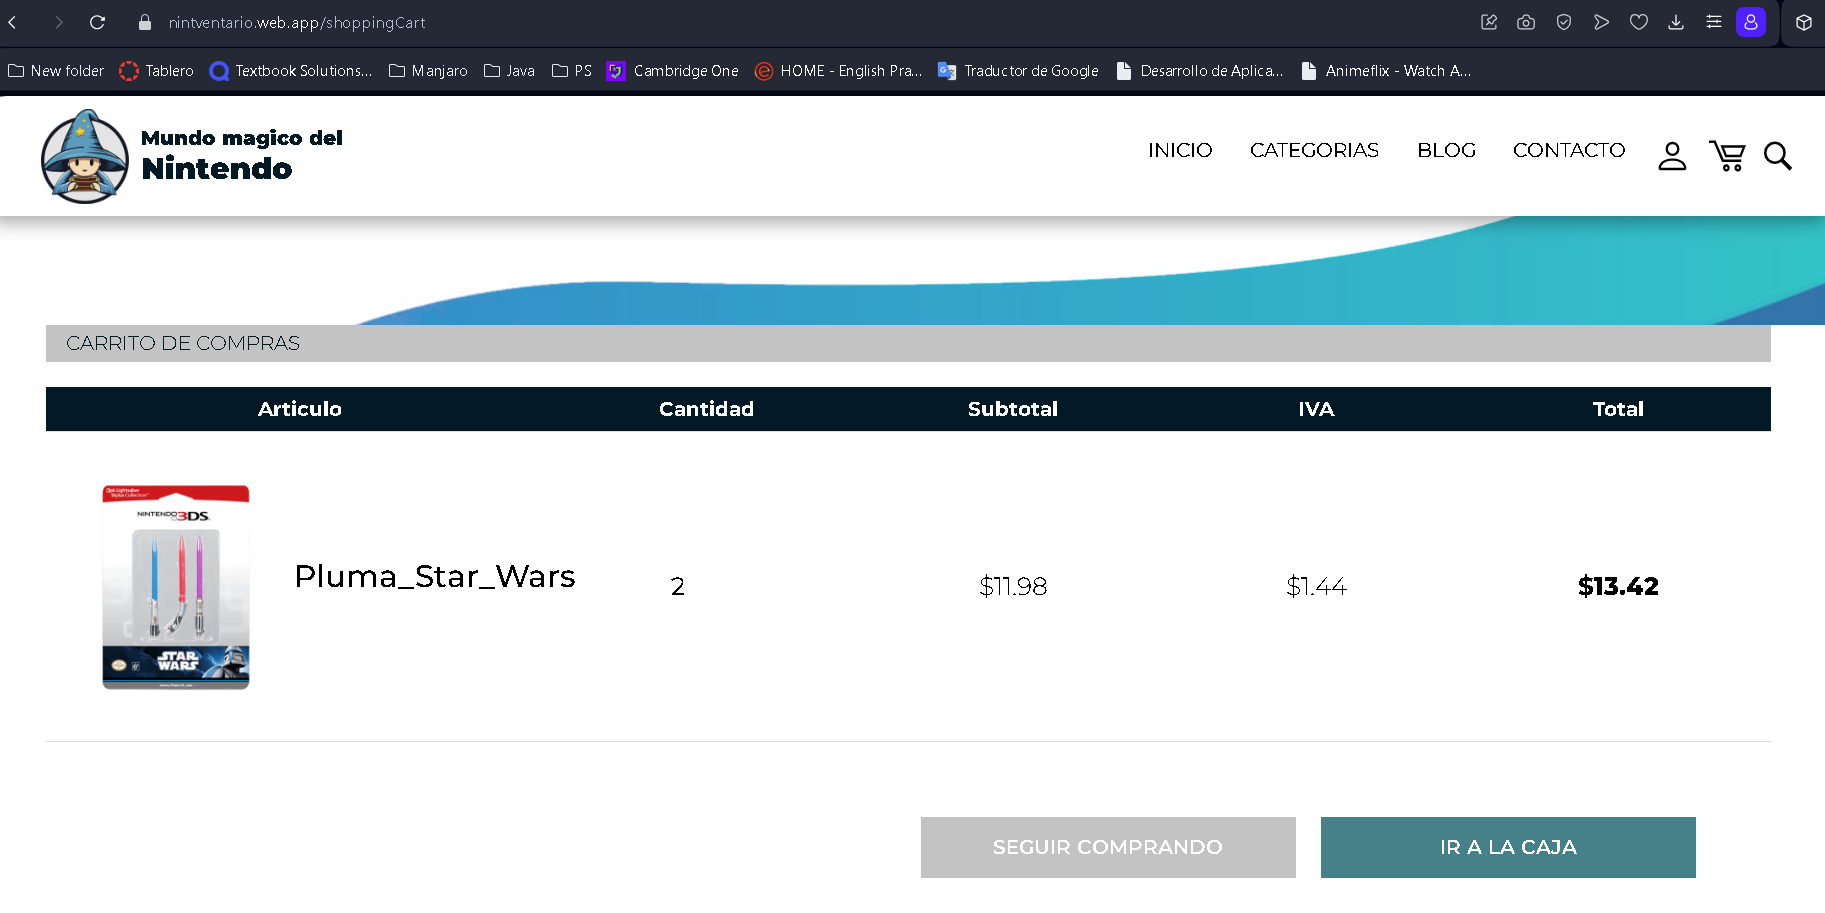 nintventario.web.app/shoppingCart
New folder Tablero Textbook Solutions... Manjaro Java PS Cambridge One HOME - English Pra... Traductor de Google Desarrollo de Aplica... Animeflix - Watch A...
Mundo magico del
Nintendo
INICIO CATEGORIAS BLOG CONTACTO
CARRITO DE COMPRAS
Articulo Cantidad Subtotal IVA Total
NINTENDO 3DS
STAR
WARS
Pluma_Star_Wars 2 $11.98 $1.44 $13.42
SEGUIR COMPRANDO IR A LA CAJA